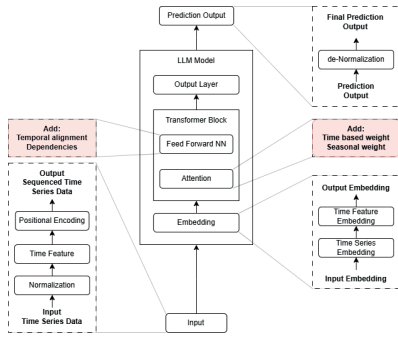 Prediction Output
Final Prediction
Output
de-Normalization
Prediction
Output
LLM Model
Output Layer
Transformer Block
Feed Forward NN
Attention
Embedding
Input
Add:
Temporal alignment
Dependencies
Add:
Time based weight
Seasonal weight
Output
Sequenced Time
Series Data
Positional Encoding
Time Feature
Normalization
Input
Time Series Data
Output Embedding
Time Feature
Embedding
Time Series
Embedding
Input Embedding